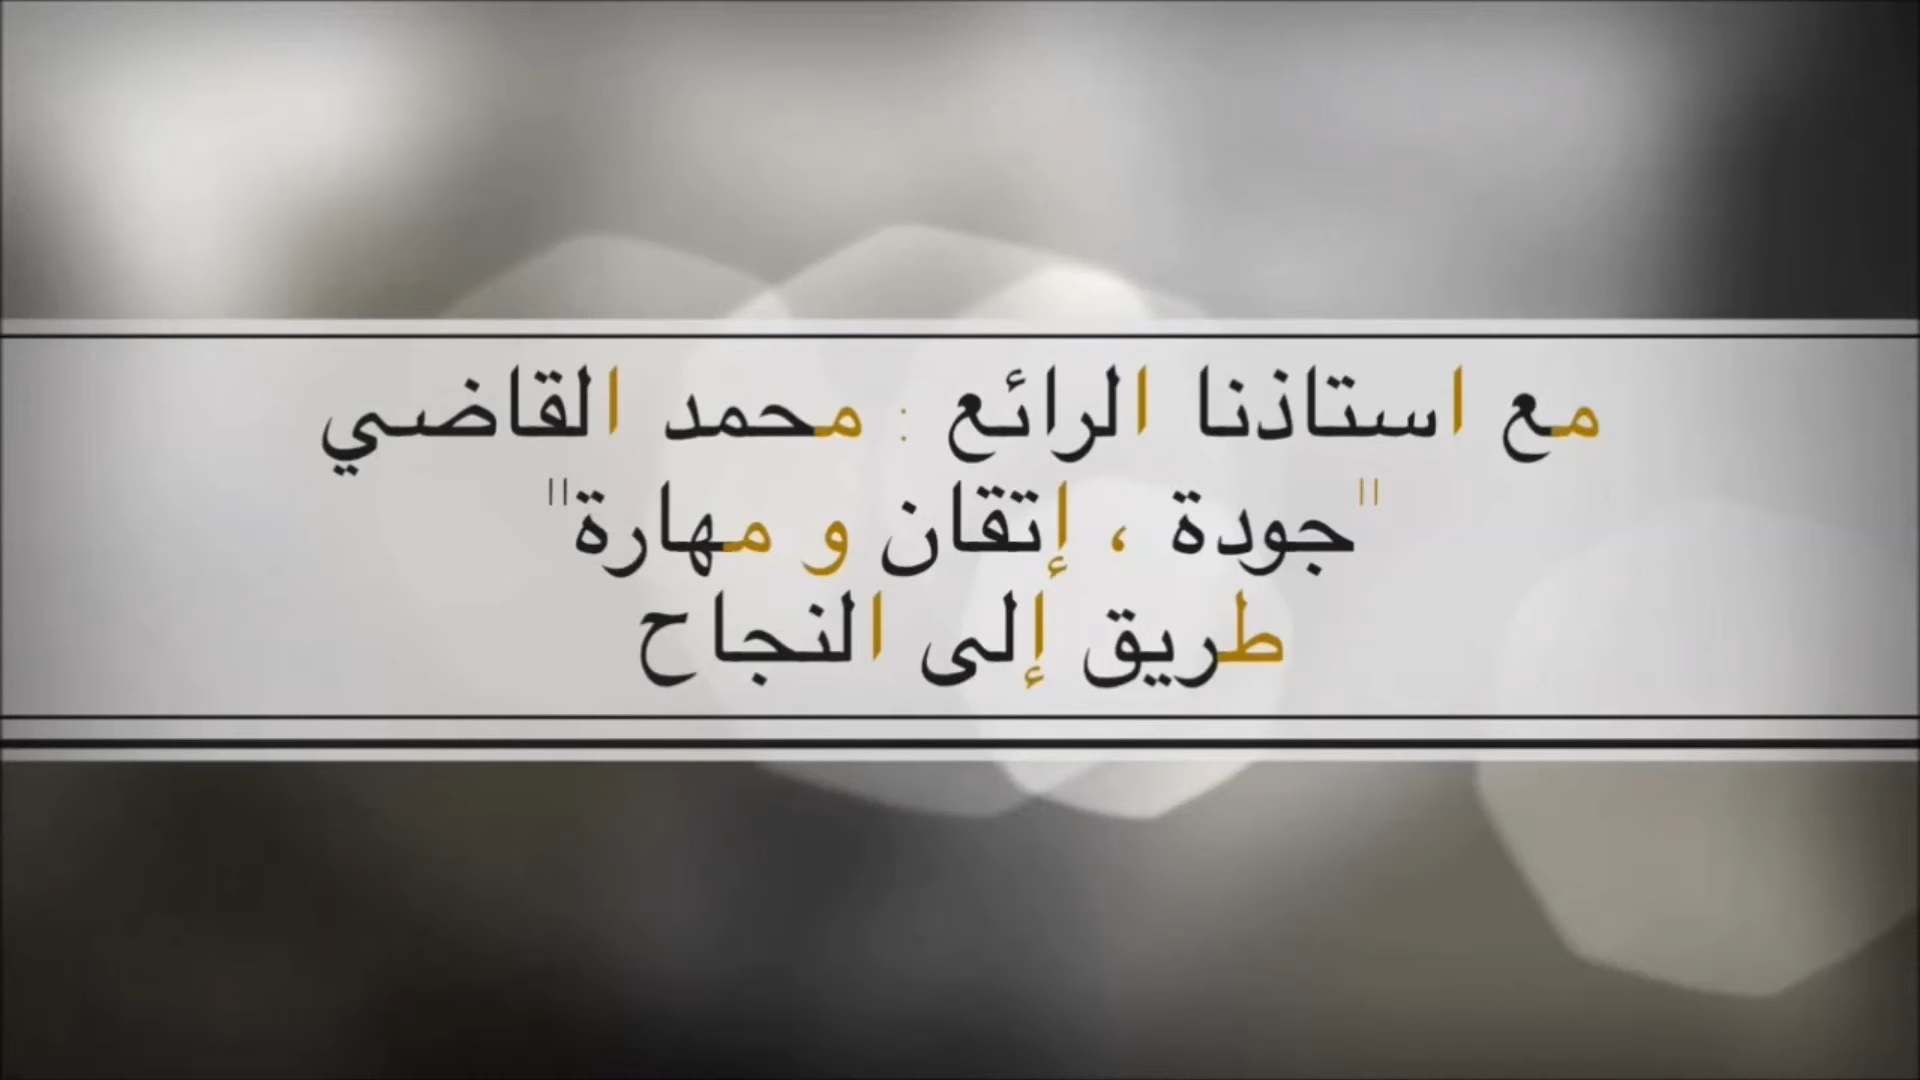 مع استاذنا الرائع : محمد القاضي
"جودة ، إتقان و مهارة"
طريق إلى النجاح